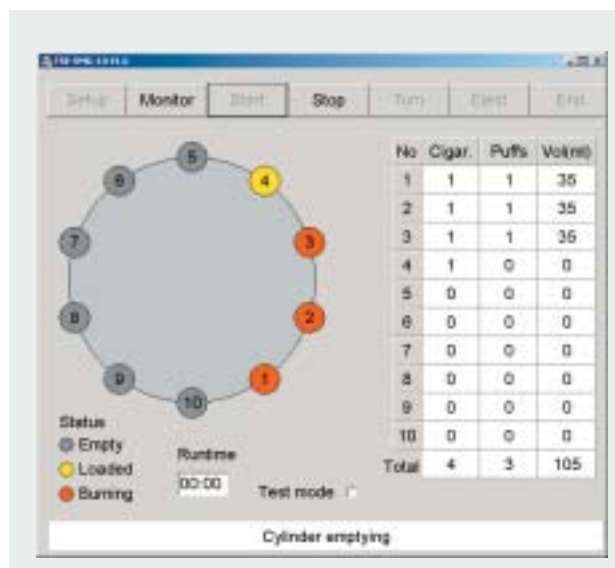 Setup Monitor Start Stop Turn Eject End
5
6 4
7 3
8 2
9 1
10
Status
Empty
Loaded
Burning
Runtime
00:00
Test mode
No Cigar. Puffs Vol(ml)
1 1 1 35
2 1 1 35
3 1 1 35
4 1 0 0
5 0 0 0
6 0 0 0
7 0 0 0
8 0 0 0
9 0 0 0
10 0 0 0
Total 4 3 105
Cylinder emptying